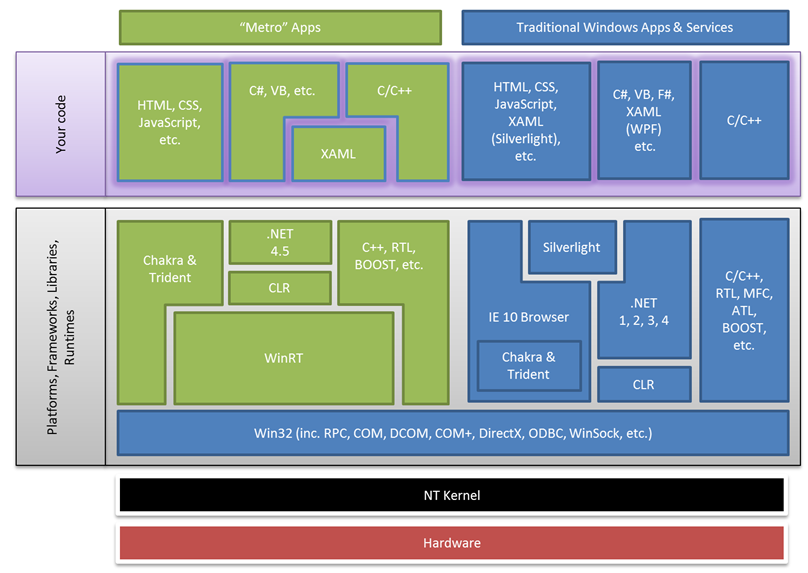 “Metro” Apps
Traditional Windows Apps & Services
Your code
HTML, CSS,
JavaScript,
etc.
C#, VB, etc.
C/C++
XAML
HTML, CSS,
JavaScript,
XAML
(Silverlight),
etc.
C#, VB, F#,
XAML
(WPF)
etc.
C/C++
Platforms, Frameworks, Libraries,
Runtimes
Chakra &
Trident
.NET
4.5
CLR
C++, RTL,
BOOST, etc.
WinRT
Silverlight
IE 10 Browser
Chakra &
Trident
.NET
1, 2, 3, 4
CLR
C/C++,
RTL, MFC,
ATL,
BOOST,
etc.
Win32 (inc. RPC, COM, DCOM, COM+, DirectX, ODBC, WinSock, etc.)
NT Kernel
Hardware